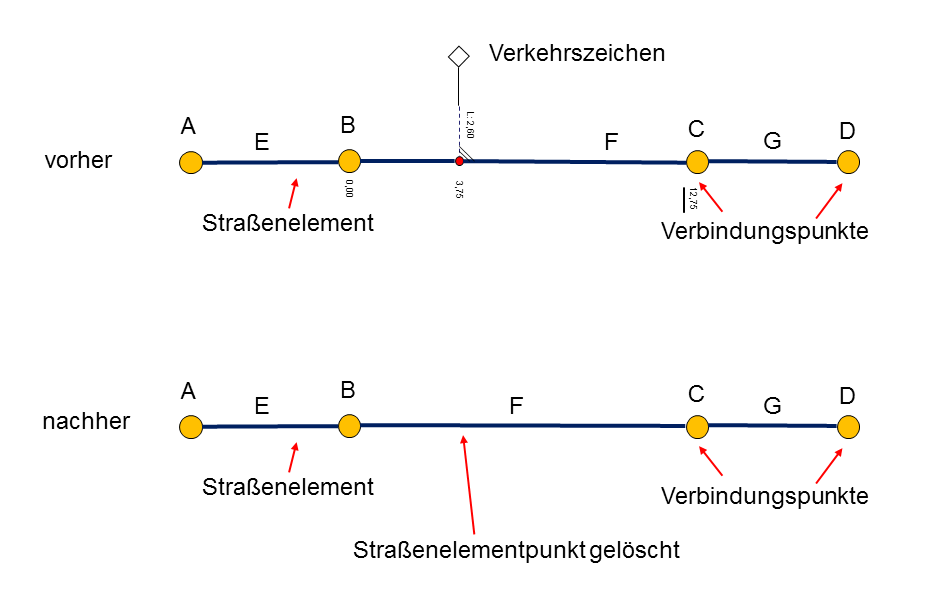 Verkehrszeichen
L: 2,60
A
E
B
F
C
G
D
vorher
0,00
3,75
12,75
Straßenelement
Verbindungspunkte
A
E
B
F
C
G
D
nachher
Straßenelement
Verbindungspunkte
Straßenelementpunkt gelöscht